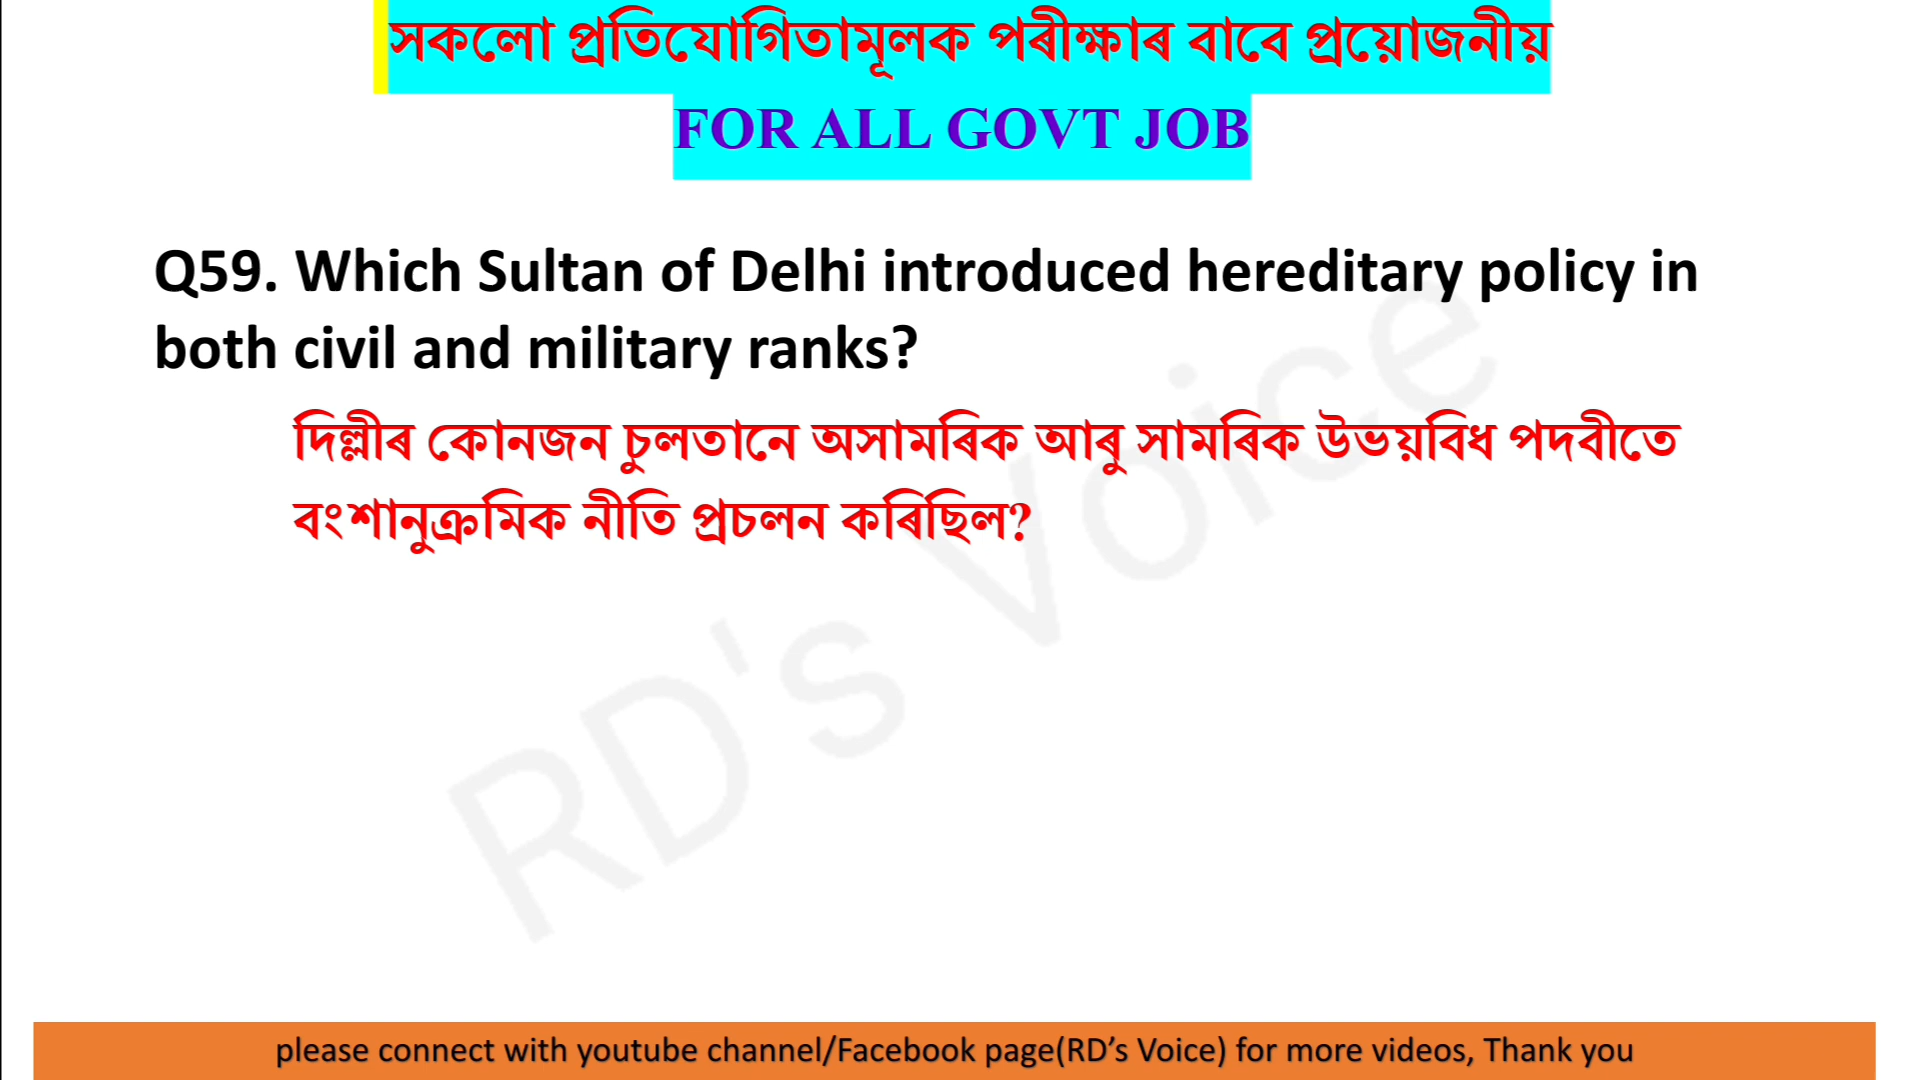 সকলো প্ৰতিযোগিতামূলক পৰীক্ষাৰ বাবে প্ৰয়োজনীয়
FOR ALL GOVT JOB
Q59. Which Sultan of Delhi introduced hereditary policy in
both civil and military ranks?
দিল্লীৰ কোনজন চুলতানে অসামৰিক আৰু সামৰিক উভয়বিধ পদবীতে
বংশানুক্ৰমিক নীতি প্ৰচলন কৰিছিল?
RD's Voice
please connect with youtube channel/Facebook page(RD’s Voice) for more videos, Thank you